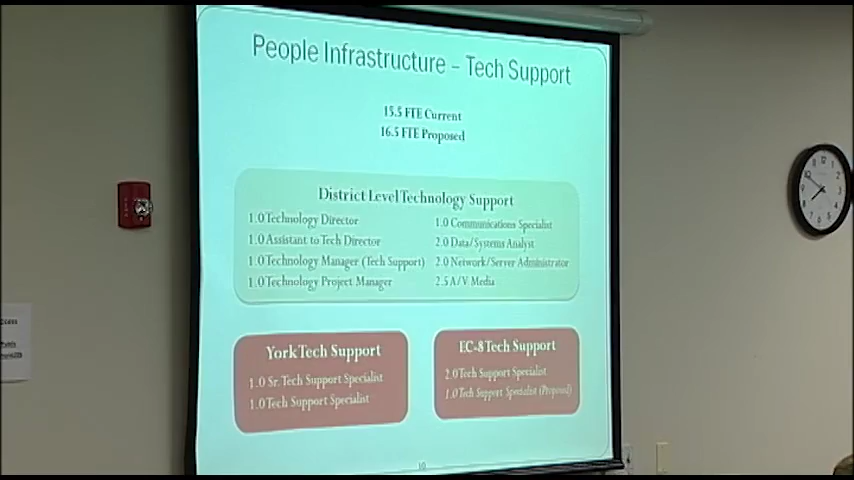 People Infrastructure – Tech Support
15.5 FTE Current
16.5 FTE Proposed
District Level Technology Support
1.0 Technology Director
1.0 Assistant to Tech Director
1.0 Technology Manager (Tech Support)
1.0 Technology Project Manager
1.0 Communications Specialist
2.0 Data/Systems Analyst
2.0 Network/Server Administrator
2.5 A/V Media
York Tech Support
1.0 Sr. Tech Support Specialist
1.0 Tech Support Specialist
EC-8 Tech Support
2.0 Tech Support Specialist
1.0 Tech Support Specialist (Proposed)
10